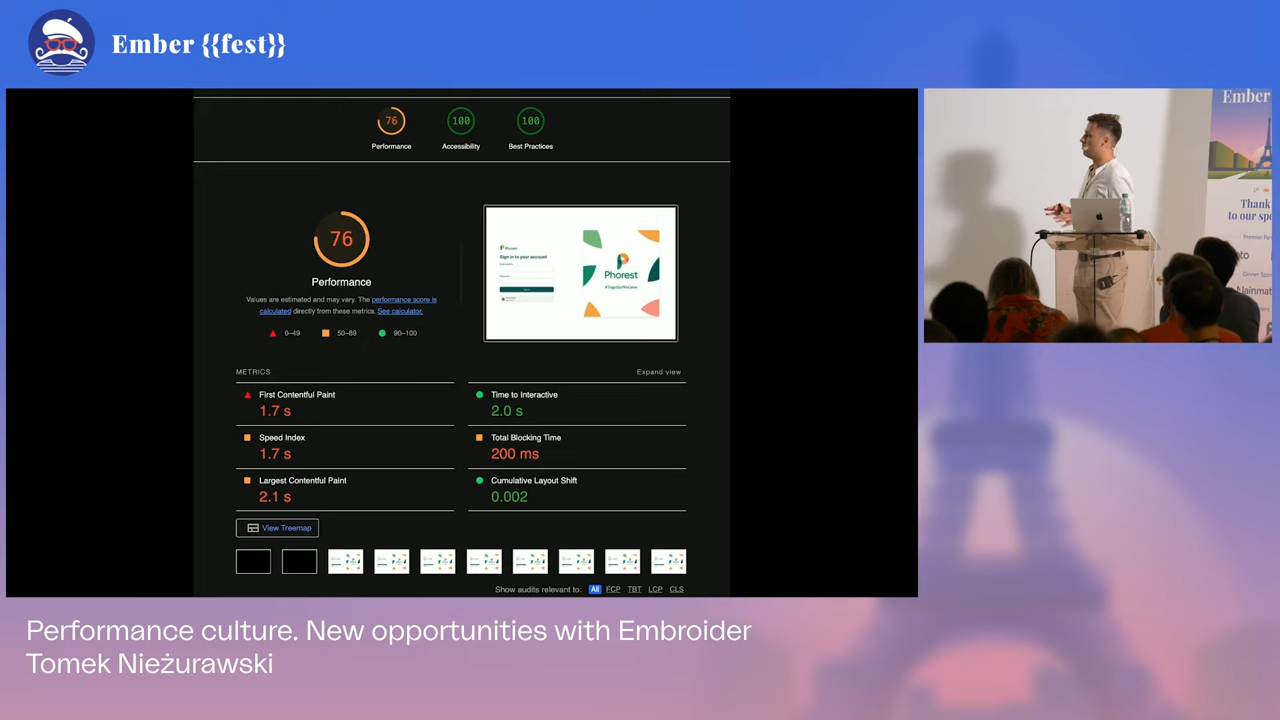 Ember {{fest}}
76
100
100
Performance
Accessibility
Best Practices
76
Performance
Values are estimated and may vary. The performance score is
calculated directly from these metrics. See calculator.
0–49
50–89
90–100
Phorest
Sign in to your account
Phorest
#TogetherWeGrow
METRICS
Expand view
First Contentful Paint
1.7 s
Time to Interactive
2.0 s
Speed Index
1.7 s
Total Blocking Time
200 ms
Largest Contentful Paint
2.1 s
Cumulative Layout Shift
0.002
View Treemap
Show audits relevant to: All FCP TBT LCP CLS
Ember
Thank
to our spo
Performance culture. New opportunities with Embroider
Tomek Nieżurawski